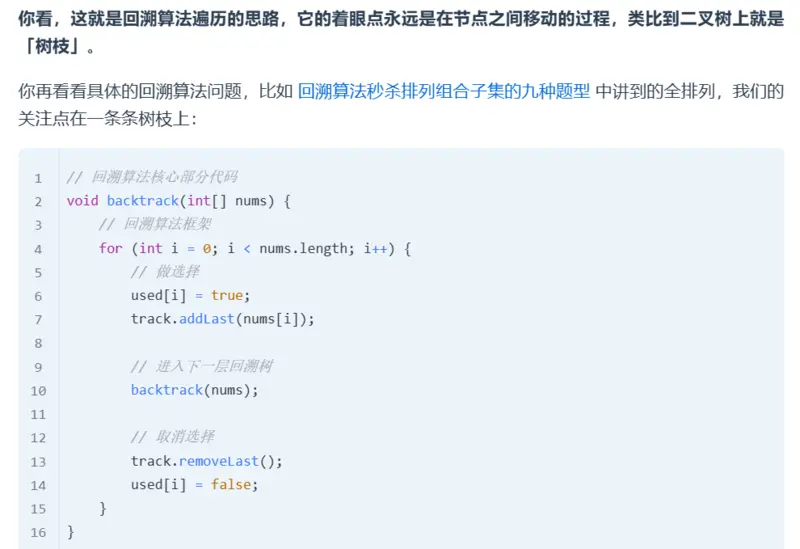 你看，这就是回溯算法遍历的思路，它的着眼点永远是在节点之间移动的过程，类比到二叉树上就是
「树枝」。
你再看看具体的回溯算法问题，比如 回溯算法秒杀排列组合子集的九种题型 中讲到的全排列，我们的
关注点在一条条树枝上：
1 // 回溯算法核心部分代码
2 void backtrack(int[] nums) {
3     // 回溯算法框架
4     for (int i = 0; i < nums.length; i++) {
5         // 做选择
6         used[i] = true;
7         track.addLast(nums[i]);
8
9         // 进入下一层回溯树
10         backtrack(nums);
11
12         // 取消选择
13         track.removeLast();
14         used[i] = false;
15     }
16 }